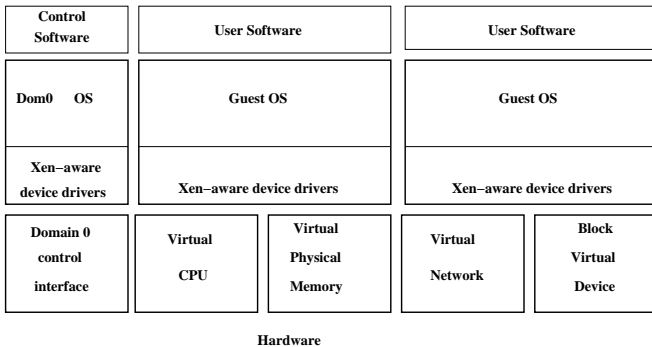 Control
Software
User Software
User Software
Dom0 OS
Guest OS
Guest OS
Xen−aware
device drivers
Xen−aware device drivers
Xen−aware device drivers
Domain 0
control
interface
Virtual
CPU
Virtual
Physical
Memory
Virtual
Network
Block
Virtual
Device
Hardware